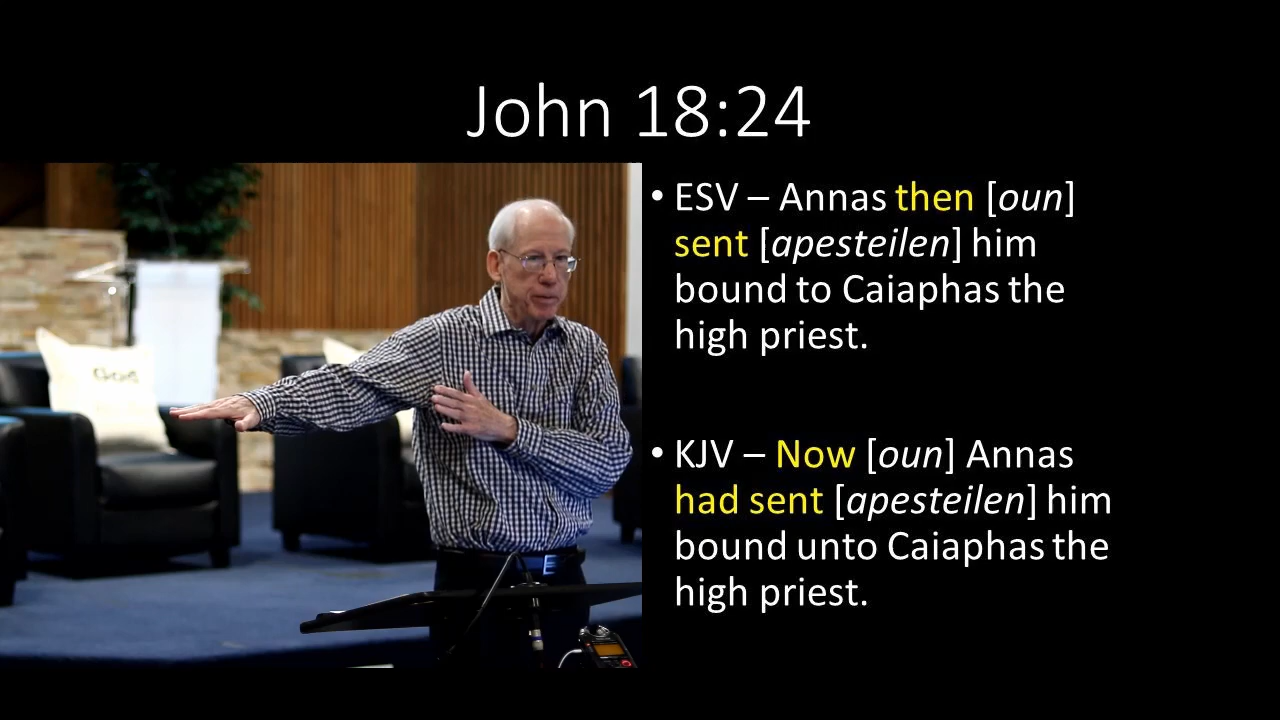 John 18:24
• ESV – Annas then [oun]
sent [apesteilen] him
bound to Caiaphas the
high priest.
• KJV – Now [oun] Annas
had sent [apesteilen] him
bound unto Caiaphas the
high priest.